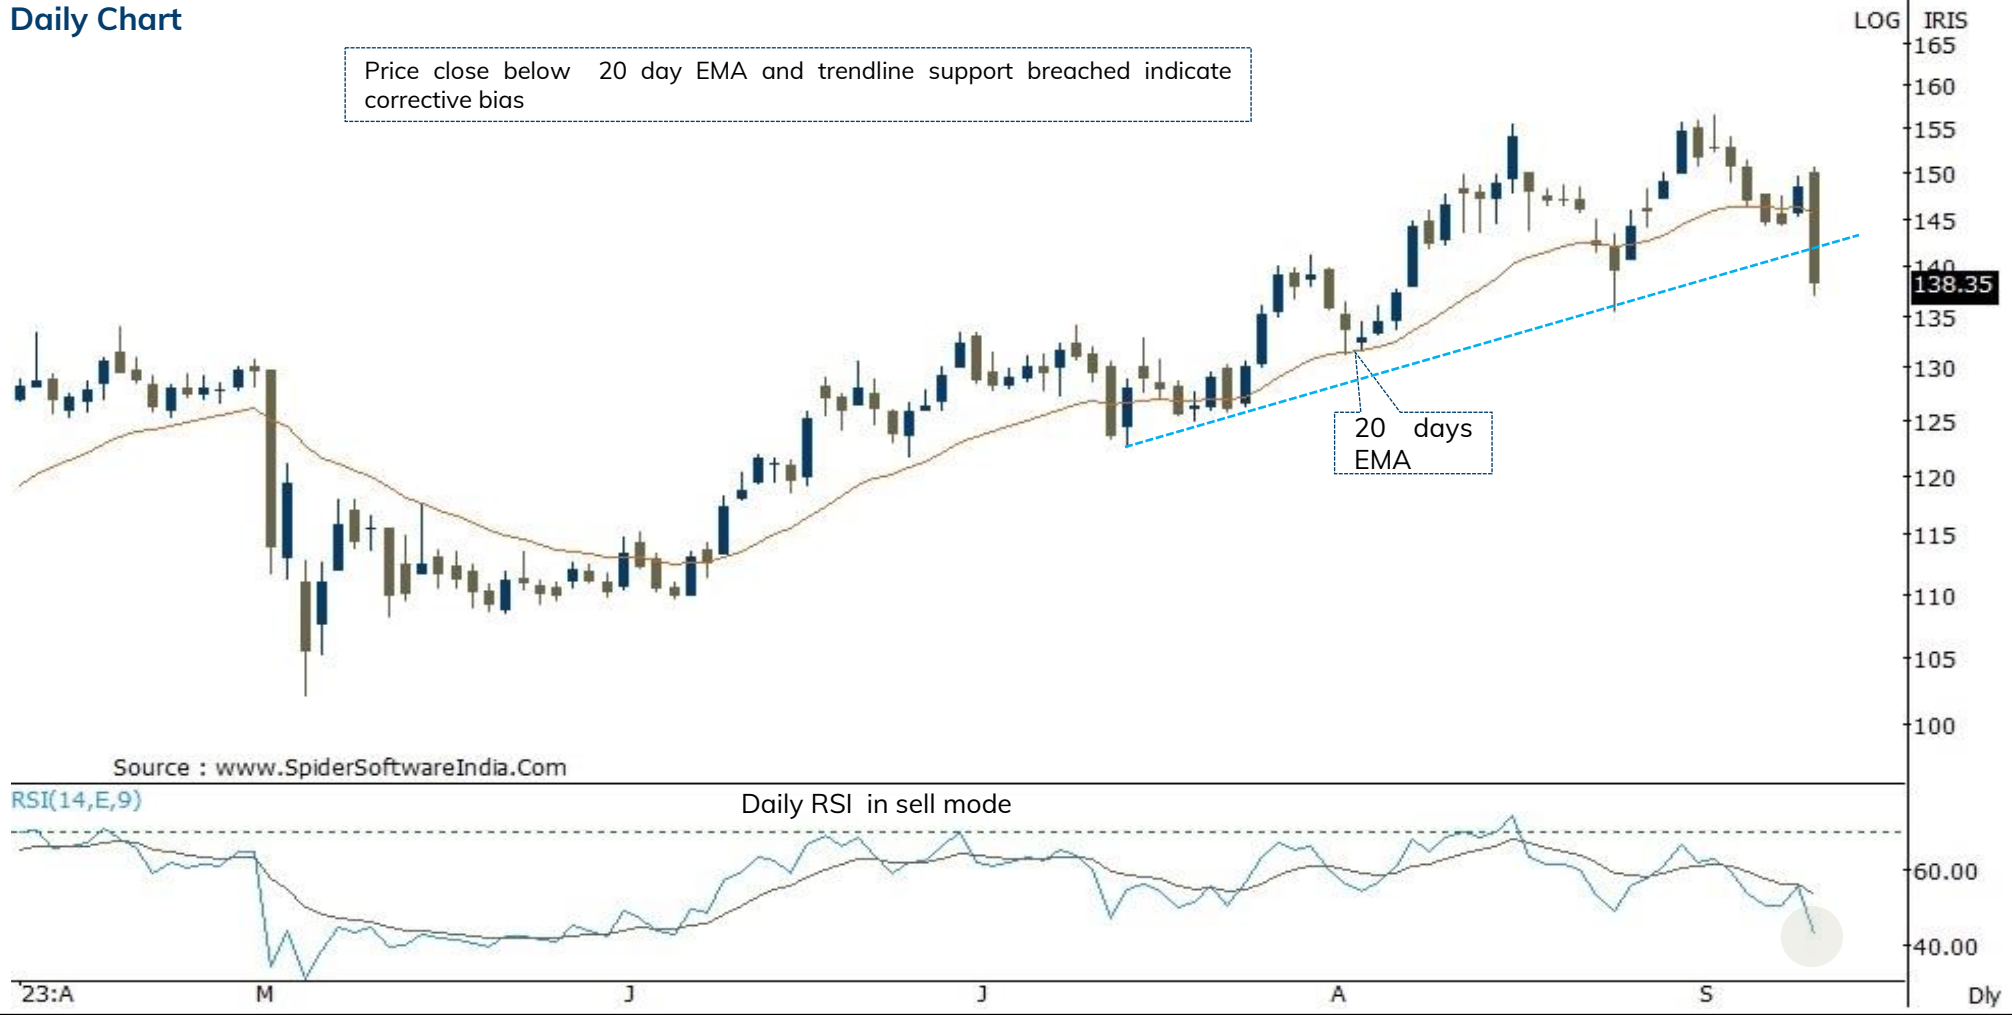 Daily Chart
LOG IRIS
Price close below 20 day EMA and trendline support breached indicate
corrective bias
165
160
155
150
145
140
138.35
135
130
125
120
115
110
105
100
20 days
EMA
Source : www.SpiderSoftwareIndia.Com
RSI(14,E,9)
Daily RSI in sell mode
60.00
40.00
'23:A M J J A S Dly